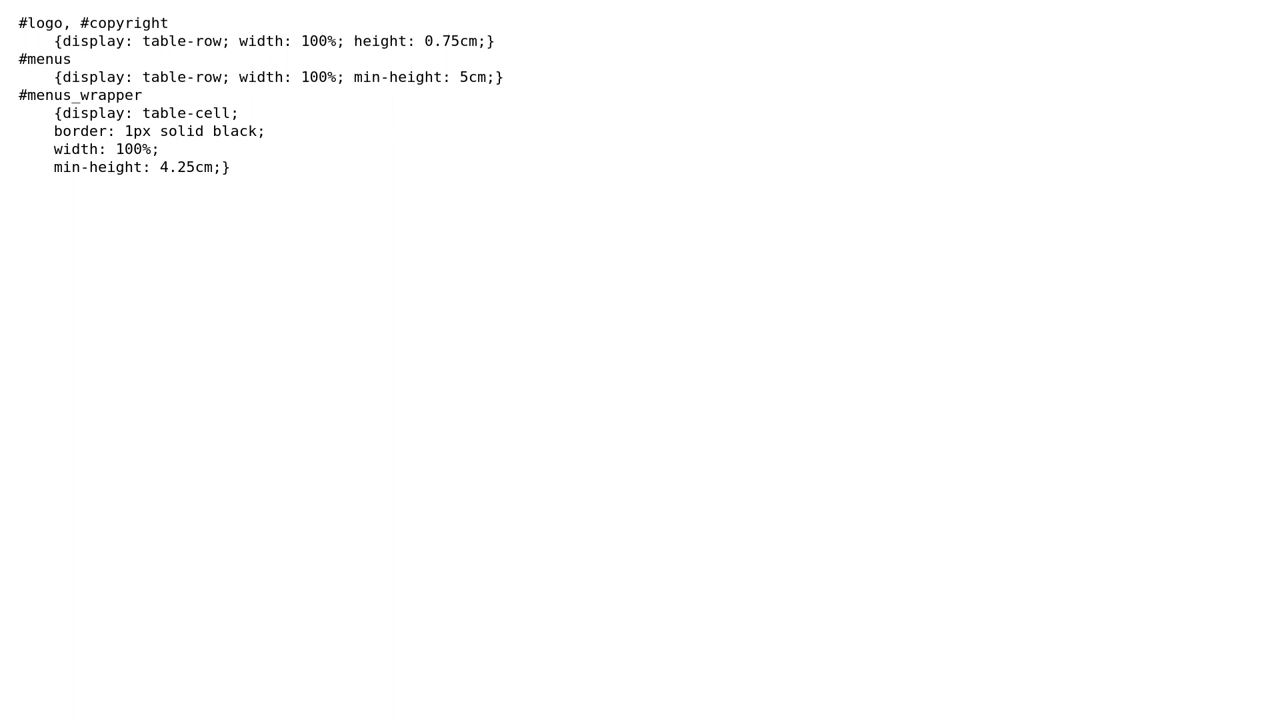 #logo, #copyright
    {display: table-row; width: 100%; height: 0.75cm;}
#menus
    {display: table-row; width: 100%; min-height: 5cm;}
#menus_wrapper
    {display: table-cell;
    border: 1px solid black;
    width: 100%;
    min-height: 4.25cm;}